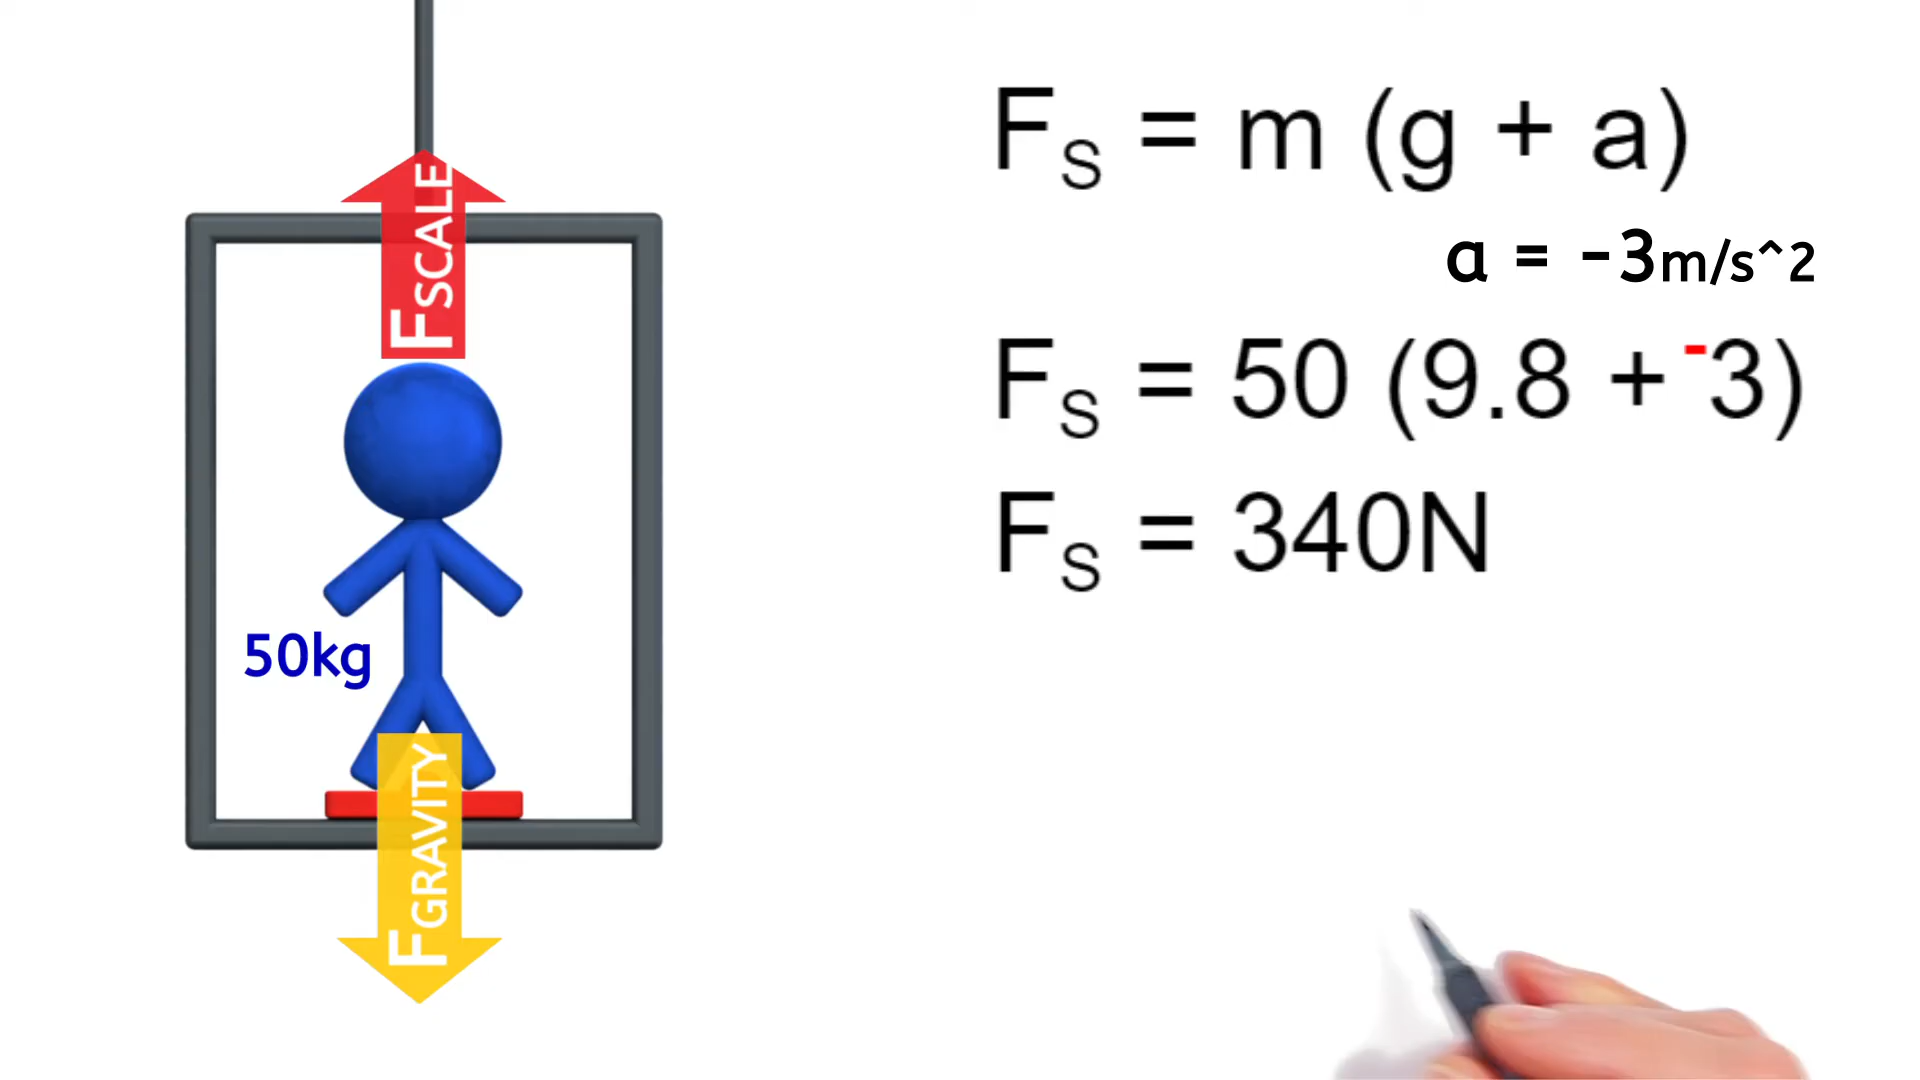 FSCALE
50kg
FGRAVITY
FS = m (g + a)
a = -3m/s^2
FS = 50 (9.8 + -3)
FS = 340N